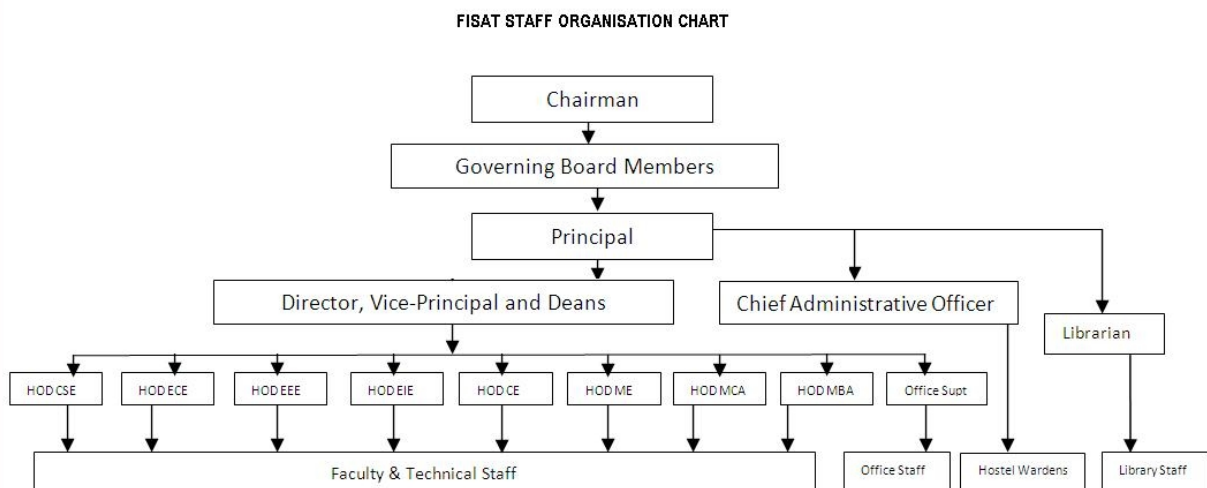 FISAT STAFF ORGANISATION CHART
Chairman
Governing Board Members
Principal
Director, Vice-Principal and Deans
Chief Administrative Officer
Librarian
HOD CSE
HOD ECE
HOD EEE
HOD EIE
HOD CE
HOD ME
HOD MCA
HOD MBA
Office Supt
Faculty & Technical Staff
Office Staff
Hostel Wardens
Library Staff